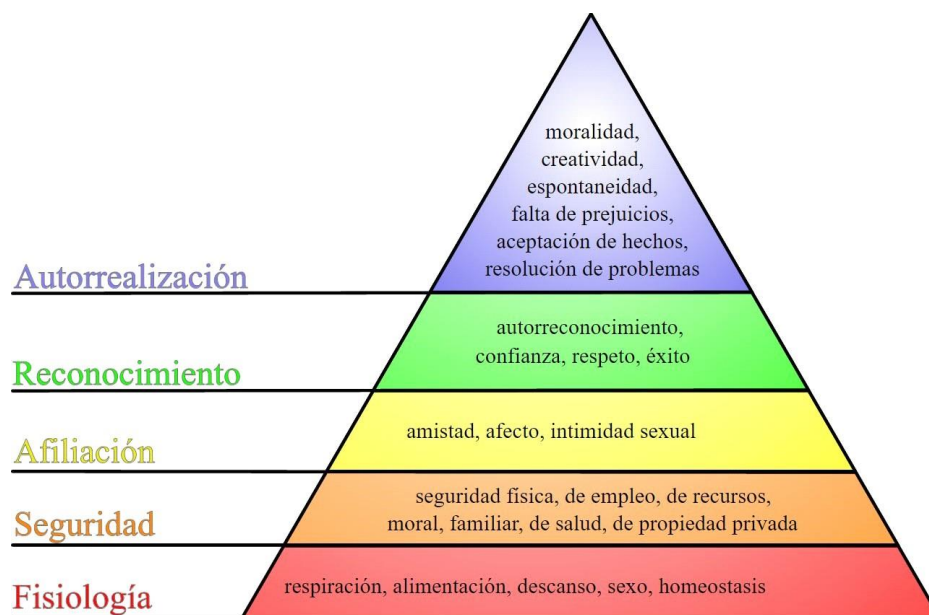 moralidad,
creatividad,
espontaneidad,
falta de prejuicios,
aceptación de hechos,
resolución de problemas
Autorrealización
autorreconocimiento,
confianza, respeto, éxito
Reconocimiento
amistad, afecto, intimidad sexual
Afiliación
seguridad física, de empleo, de recursos,
moral, familiar, de salud, de propiedad privada
Seguridad
respiración, alimentación, descanso, sexo, homeostasis
Fisiología